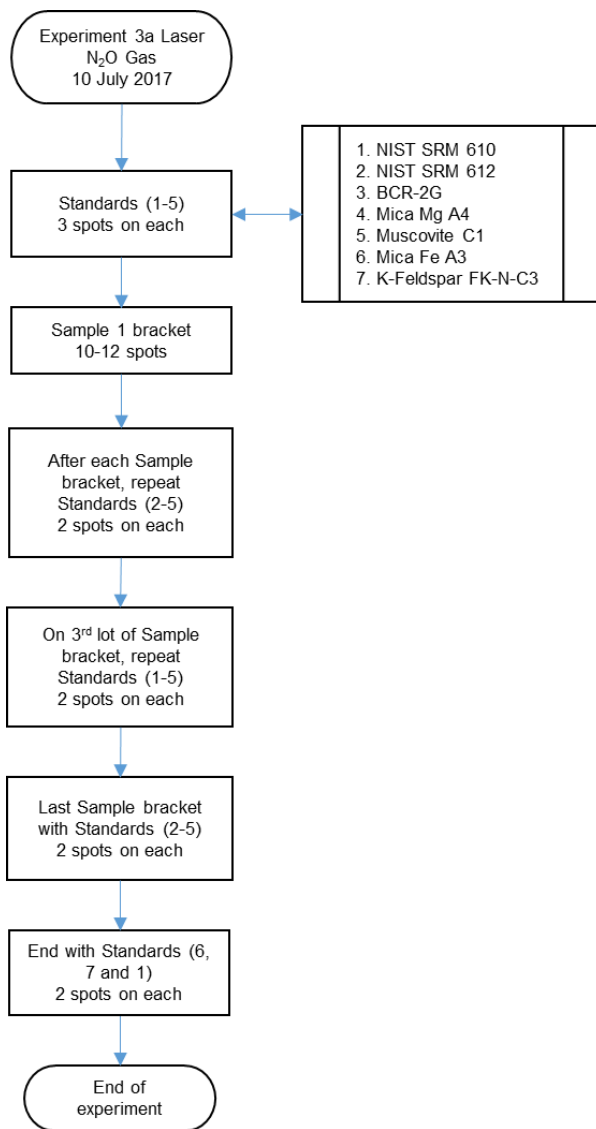 Experiment 3a Laser
N₂O Gas
10 July 2017
Standards (1-5)
3 spots on each
1. NIST SRM 610
2. NIST SRM 612
3. BCR-2G
4. Mica Mg A4
5. Muscovite C1
6. Mica Fe A3
7. K-Feldspar FK-N-C3
Sample 1 bracket
10-12 spots
After each Sample
bracket, repeat
Standards (2-5)
2 spots on each
On 3ʳᵈ lot of Sample
bracket, repeat
Standards (1-5)
2 spots on each
Last Sample bracket
with Standards (2-5)
2 spots on each
End with Standards (6,
7 and 1)
2 spots on each
End of
experiment